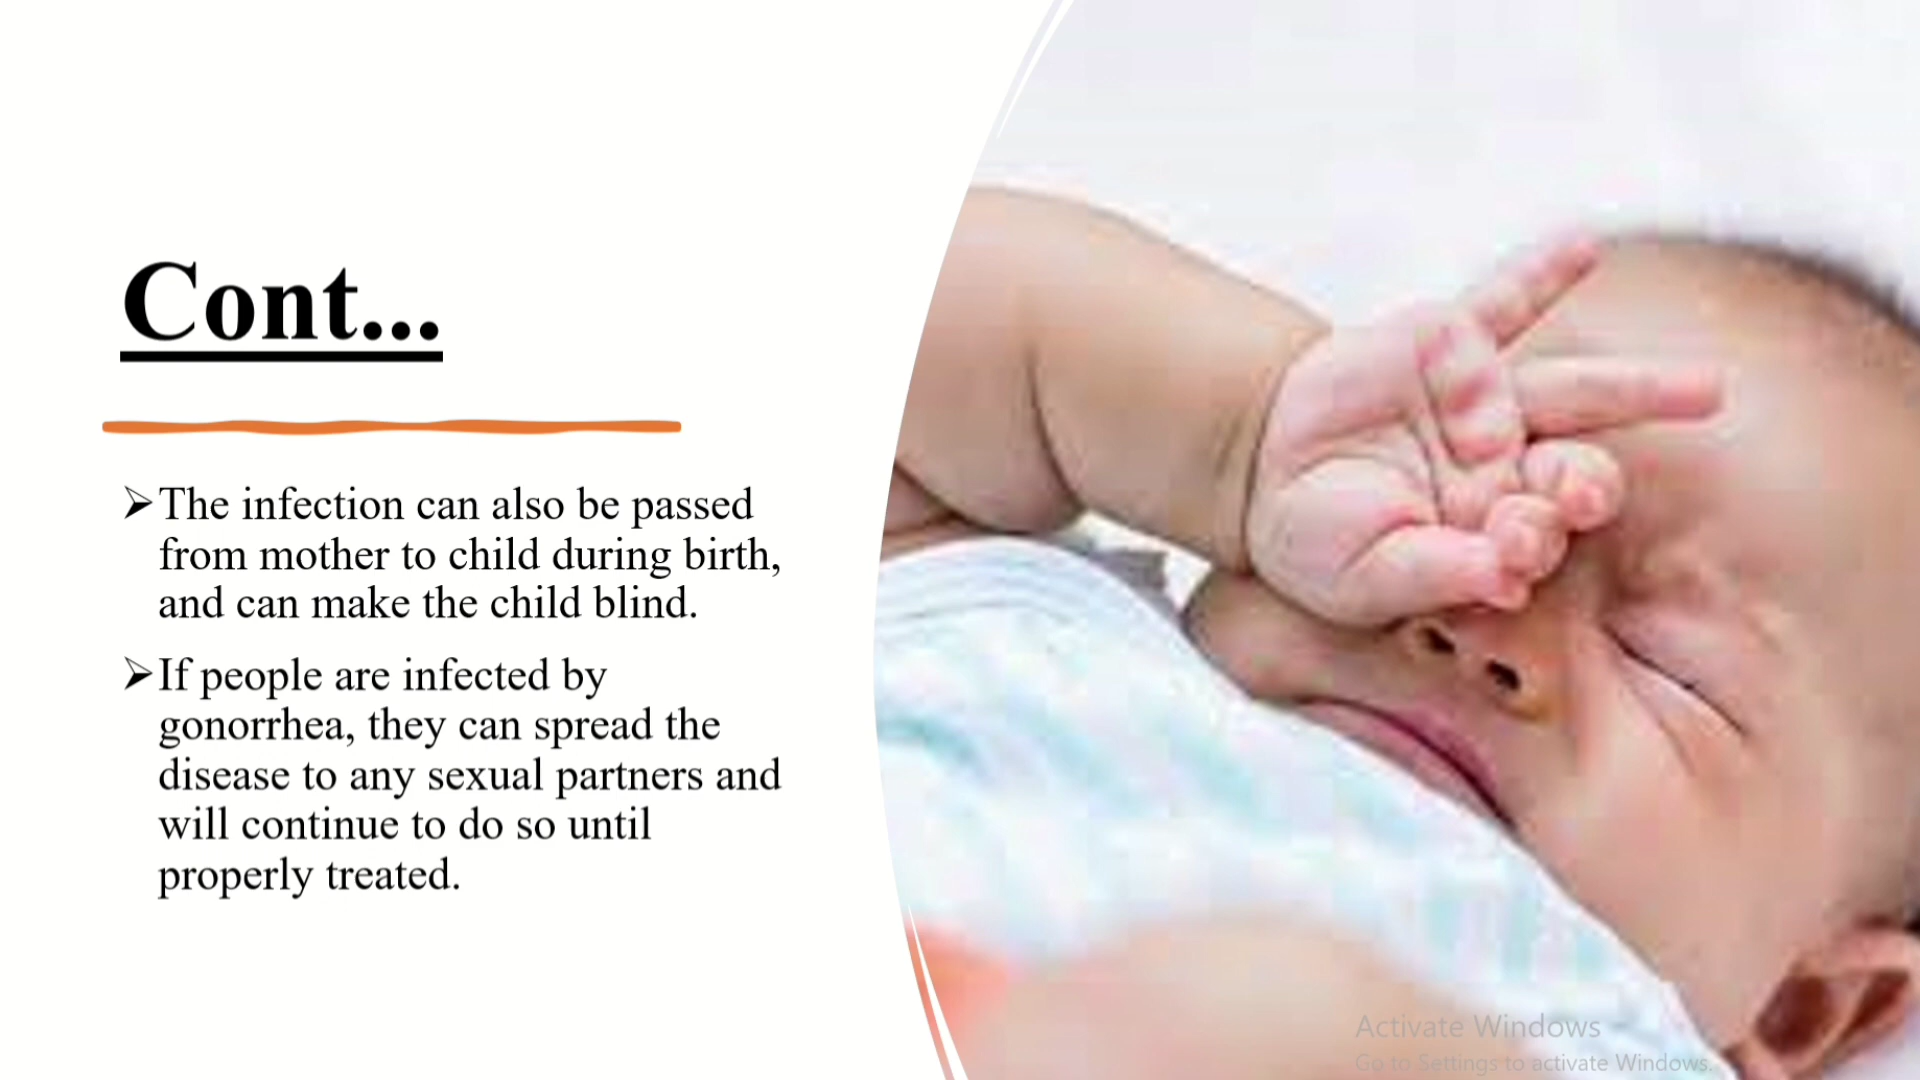 Cont...
➢The infection can also be passed
from mother to child during birth,
and can make the child blind.
➢If people are infected by
gonorrhea, they can spread the
disease to any sexual partners and
will continue to do so until
properly treated.
Activate Windows
Go to Settings to activate Windows.